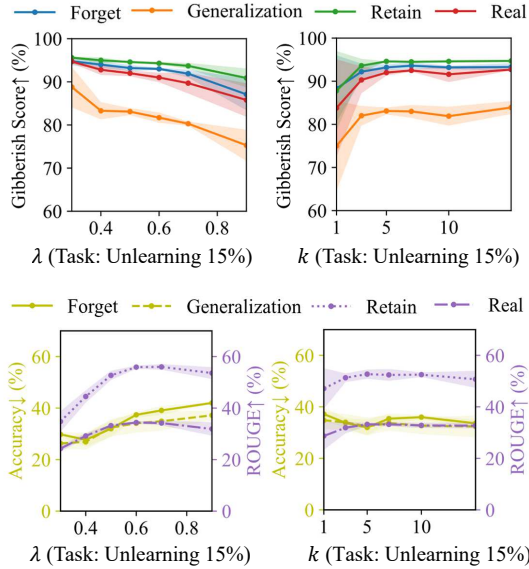 Forget Generalization Retain Real
Gibberish Score↑ (%)
100
90
80
70
60
0.4 0.6 0.8
λ (Task: Unlearning 15%)
Gibberish Score↑ (%)
100
90
80
70
60
1 5 10
k (Task: Unlearning 15%)
Forget Generalization Retain Real
Accuracy↓ (%)
60
40
20
0
0.4 0.6 0.8
60
40
20
0
ROUGE↑ (%)
λ (Task: Unlearning 15%)
Accuracy↓ (%)
60
40
20
0
1 5 10
60
40
20
0
ROUGE↑ (%)
k (Task: Unlearning 15%)